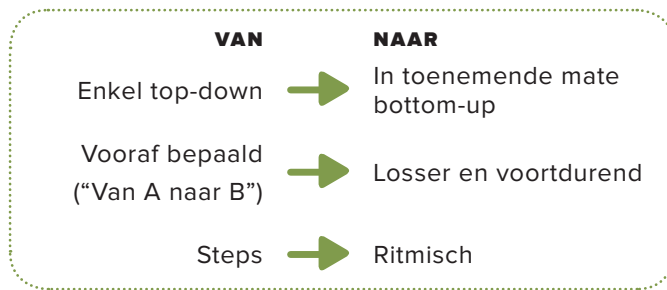 VAN NAAR
Enkel top-down In toenemende mate
bottom-up
Vooraf bepaald
(“Van A naar B”) Losser en voortdurend
Steps Ritmisch